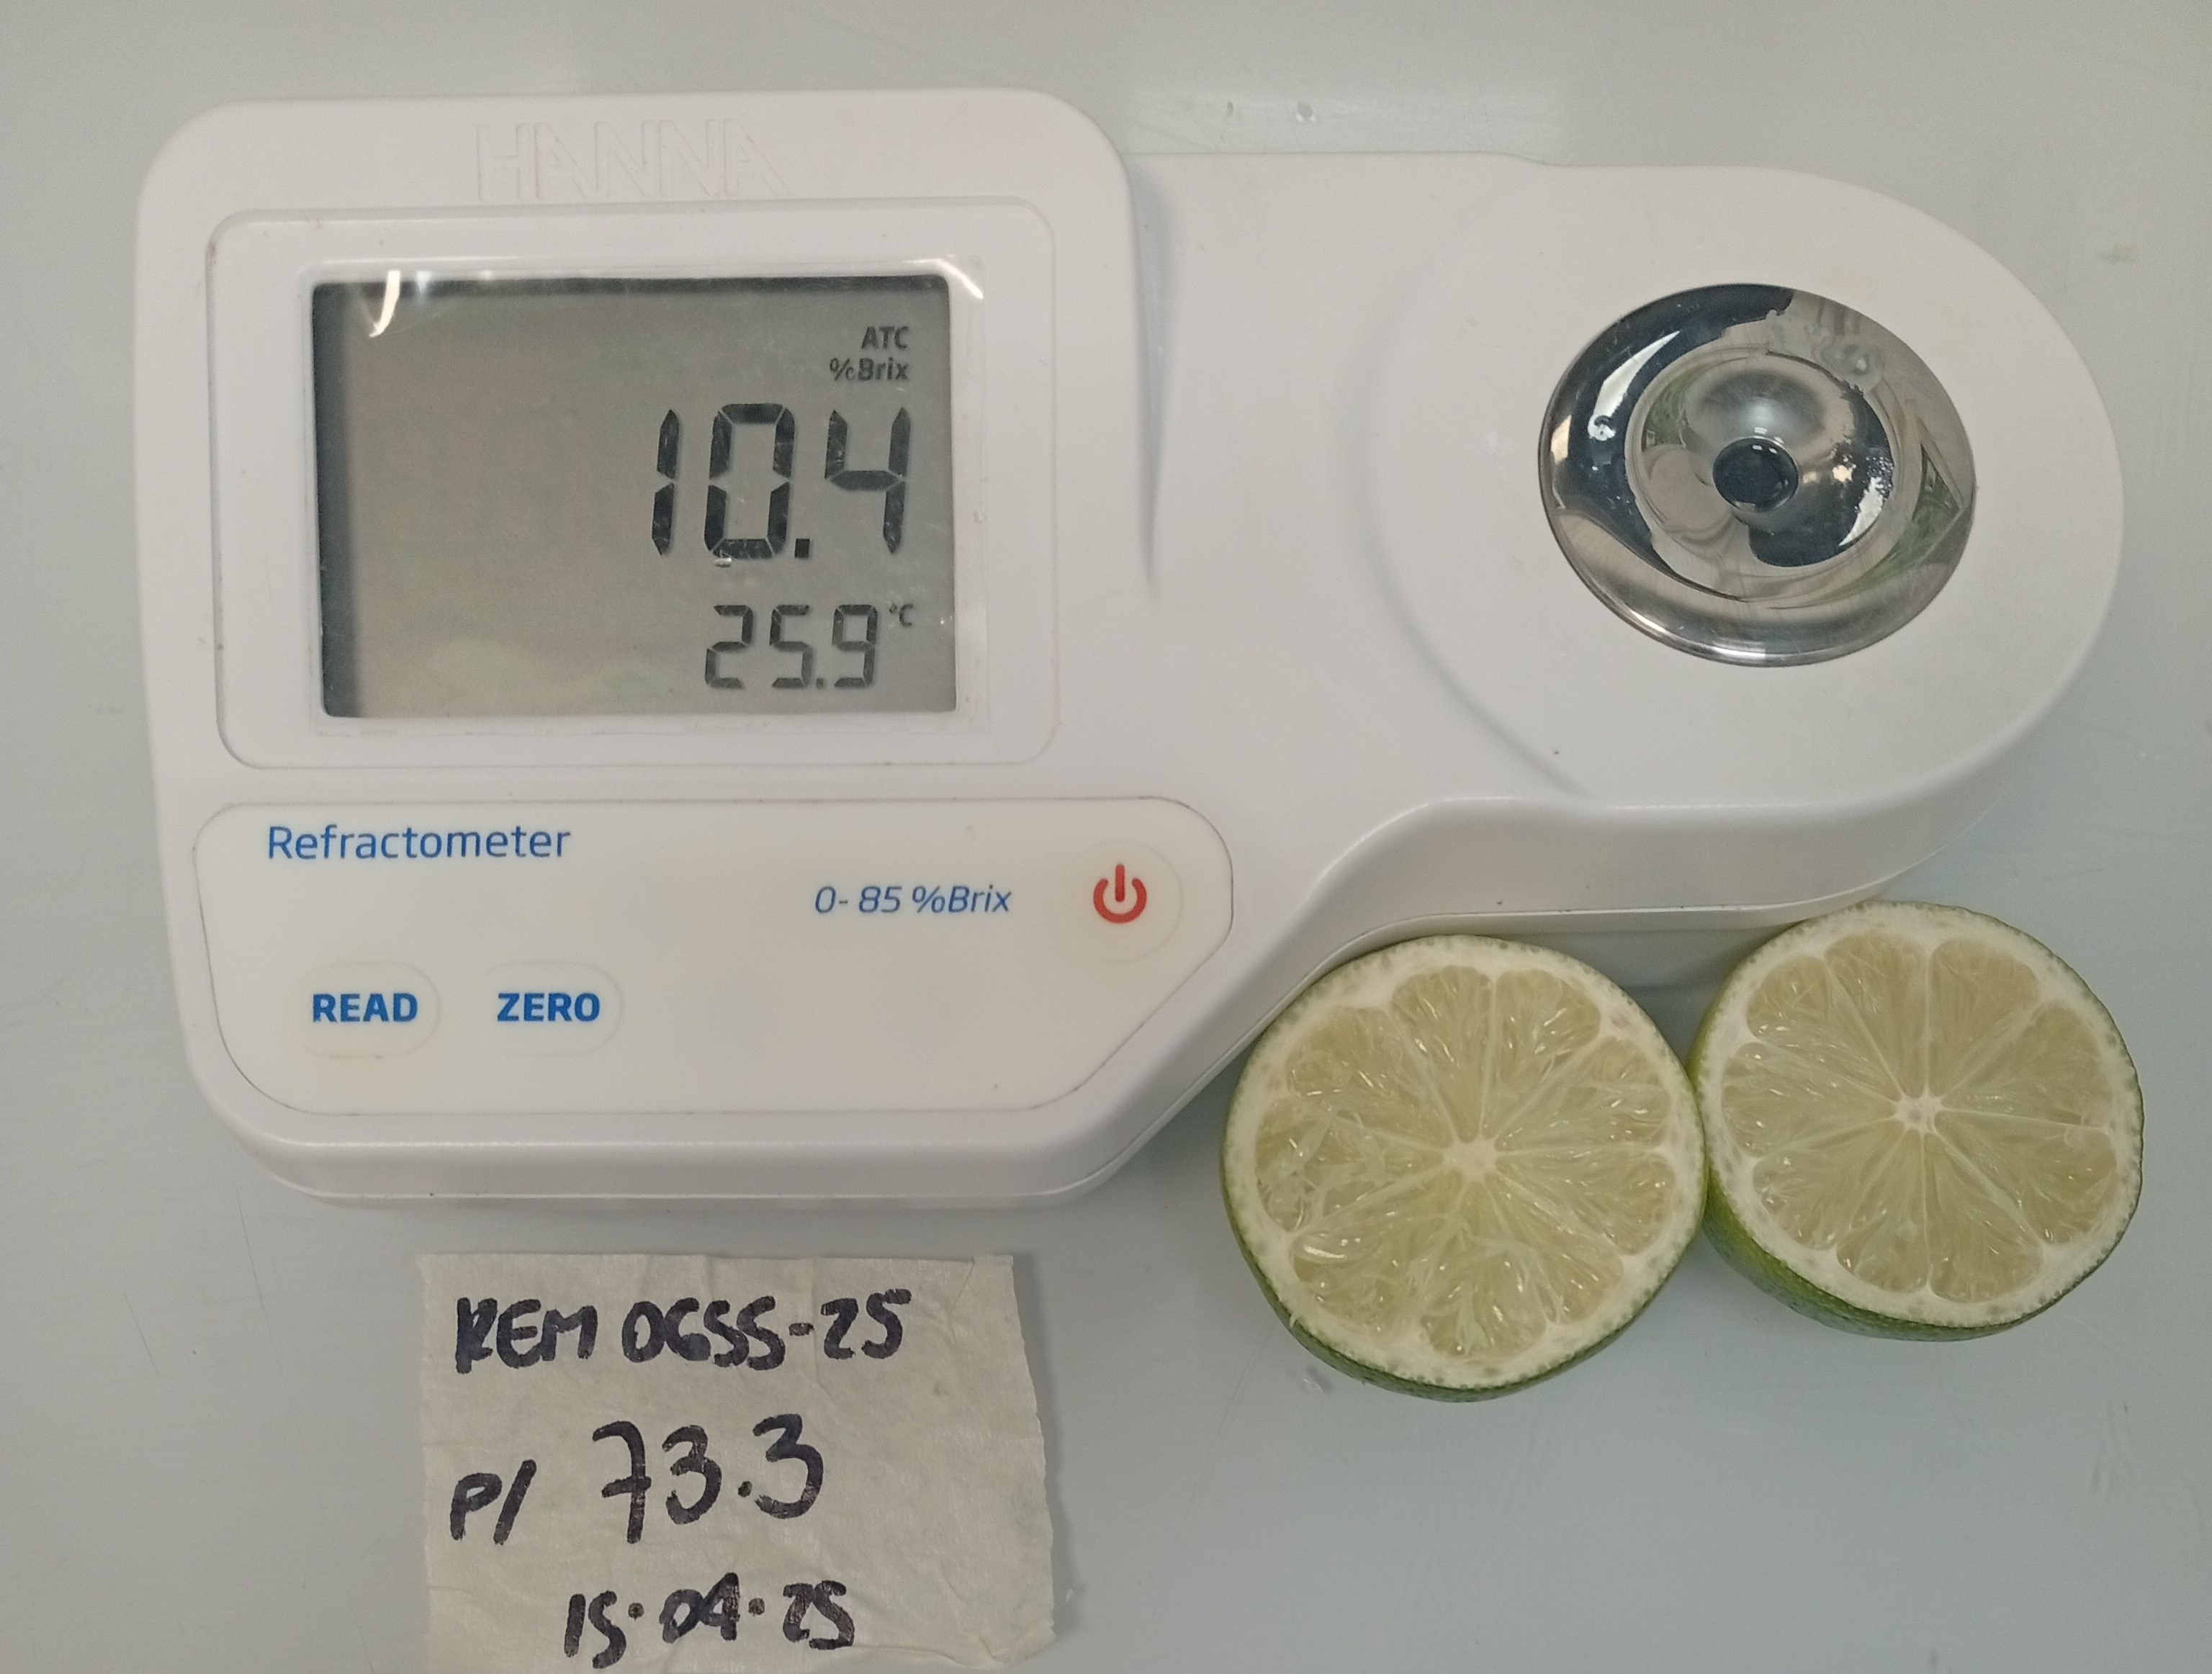 HANNA
ATC
%Brix
10.4
25.9 °C
Refractometer
0- 85 %Brix
READ ZERO
REM 0655-25
P/ 73.3
15·04·25